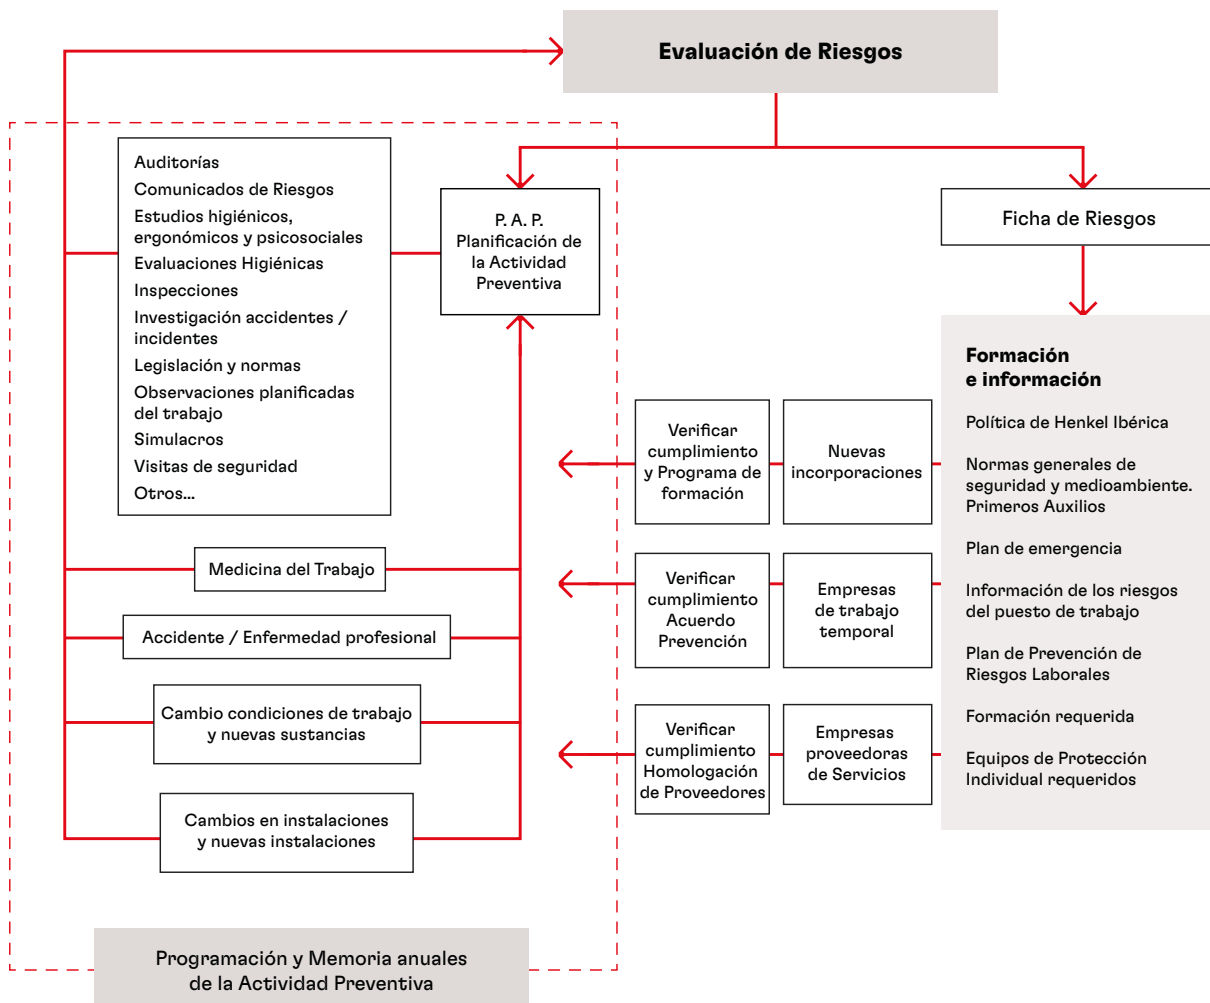 Evaluación de Riesgos
Auditorías
Comunicados de Riesgos
Estudios higiénicos,
ergonómicos y psicosociales
Evaluaciones Higiénicas
Inspecciones
Investigación accidentes /
incidentes
Legislación y normas
Observaciones planificadas
del trabajo
Simulacros
Visitas de seguridad
Otros...
P. A. P.
Planificación de
la Actividad
Preventiva
Ficha de Riesgos
Formación
e información
Política de Henkel Ibérica
Normas generales de
seguridad y medioambiente.
Primeros Auxilios
Plan de emergencia
Información de los riesgos
del puesto de trabajo
Plan de Prevención de
Riesgos Laborales
Formación requerida
Equipos de Protección
Individual requeridos
Verificar
cumplimiento
y Programa de
formación
Nuevas
incorporaciones
Verificar
cumplimiento
Acuerdo
Prevención
Empresas
de trabajo
temporal
Verificar
cumplimiento
Homologación
de Proveedores
Empresas
proveedoras
de Servicios
Medicina del Trabajo
Accidente / Enfermedad profesional
Cambio condiciones de trabajo
y nuevas sustancias
Cambios en instalaciones
y nuevas instalaciones
Programación y Memoria anuales
de la Actividad Preventiva